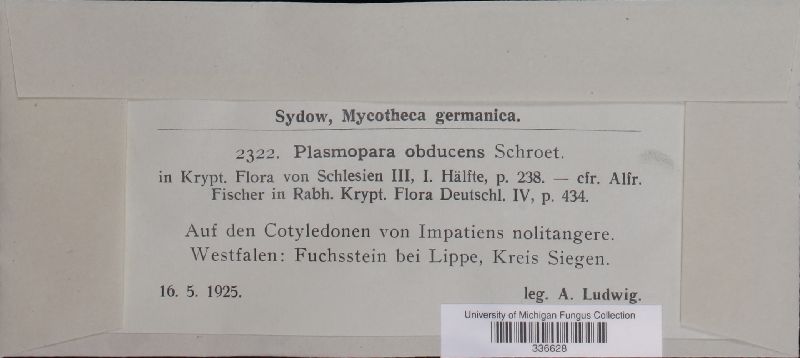 Sydow, Mycotheca germanica.
2322. Plasmopara obducens Schroet.
in Krypt. Flora von Schlesien III, I. Hälfte, p. 238. — cfr. Alfr.
Fischer in Rabh. Krypt. Flora Deutschl. IV, p. 434.
Auf den Cotyledonen von Impatiens nolitangere.
Westfalen: Fuchsstein bei Lippe, Kreis Siegen.
16. 5. 1925. leg. A. Ludwig.
University of Michigan Fungus Collection
336628